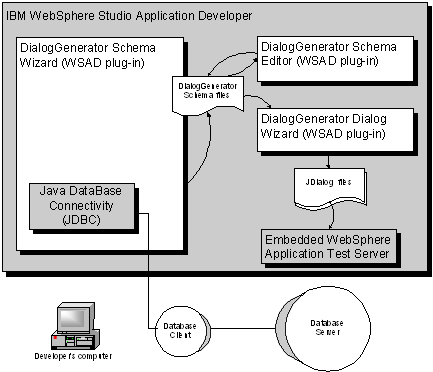 IBM WebSphere Studio Application Developer
DialogGenerator Schema
Wizard (WSAD plug-in)
DialogGenerator
Schema files
DialogGenerator Schema
Editor (WSAD plug-in)
DialogGenerator Dialog
Wizard (WSAD plug-in)
JDialog files
Java DataBase
Connectivity
(JDBC)
Embedded WebSphere
Application Test Server
Developer's computer
Database
Client
Database
Server